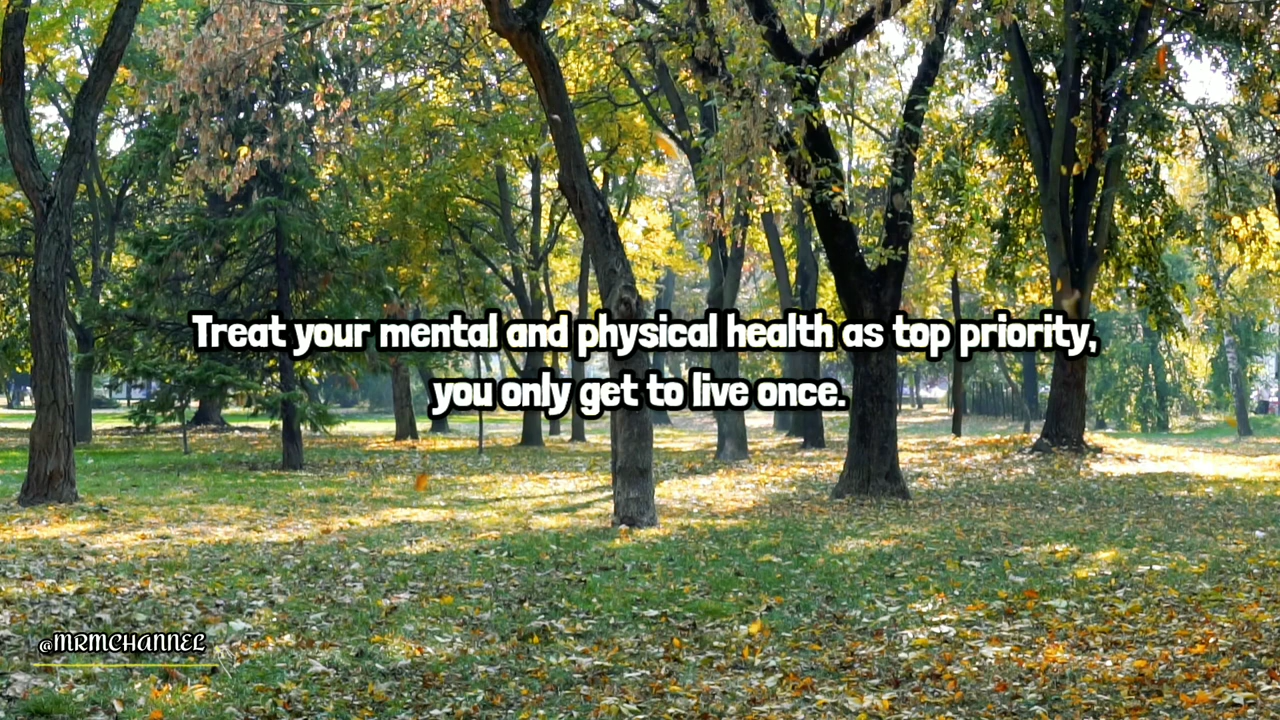 Treat your mental and physical health as top priority,
you only get to live once.
@MRMCHANNEL